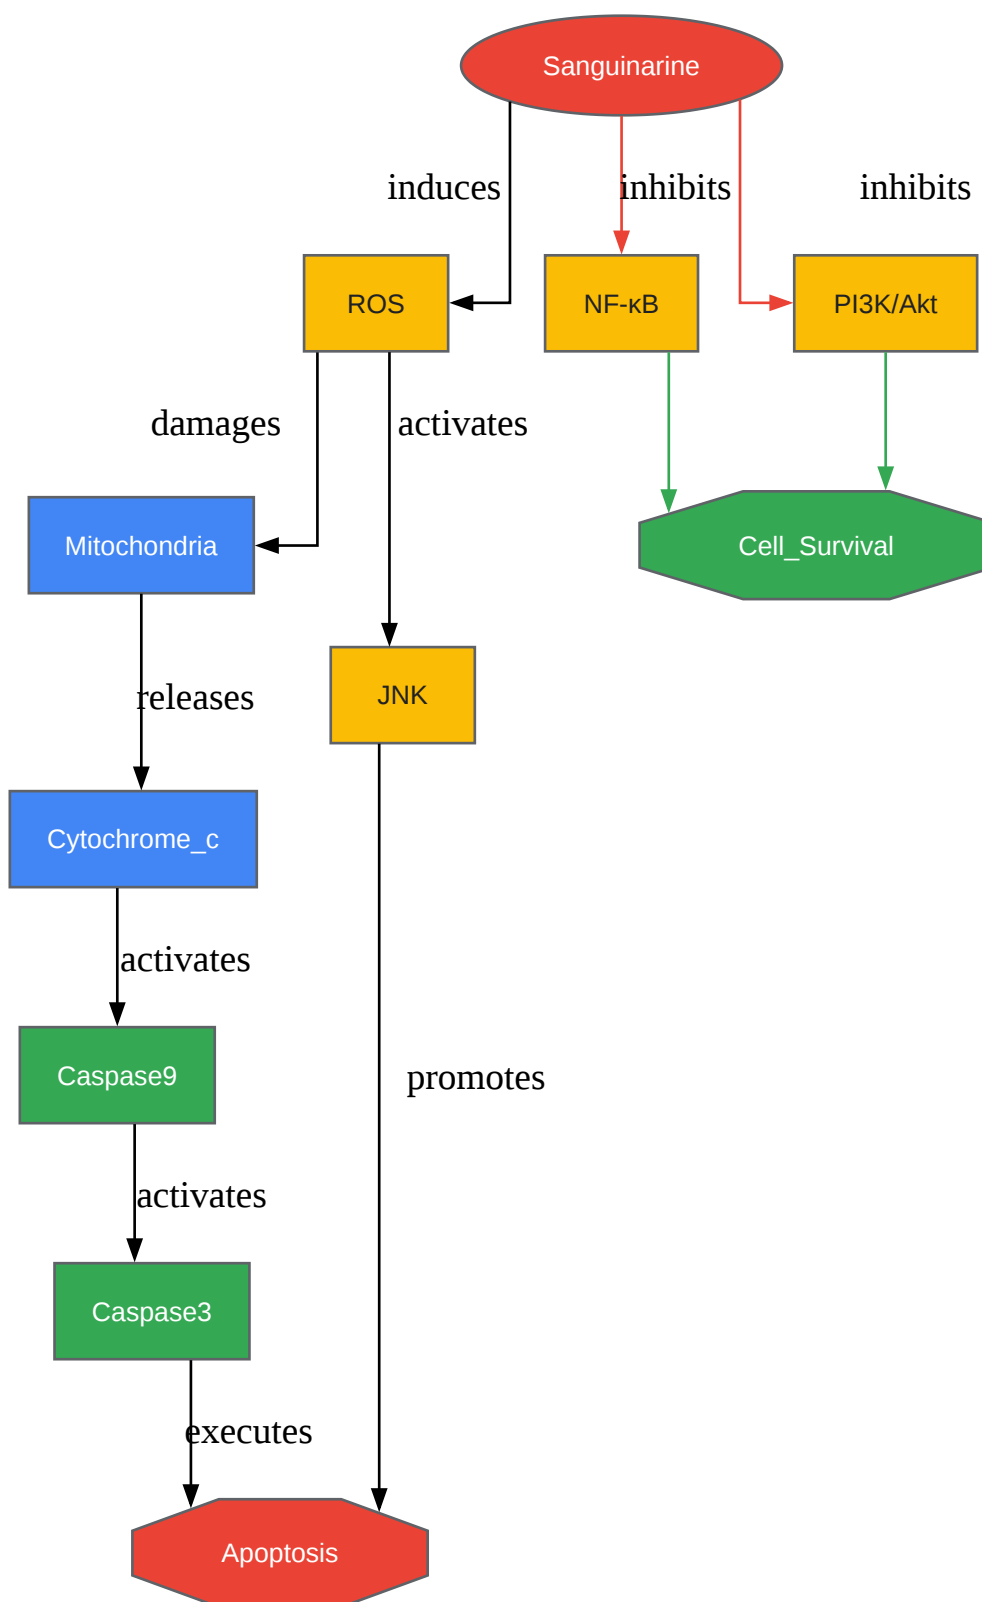 Sanguinarine
induces
inhibits
inhibits
ROS
NF-κB
PI3K/Akt
damages
activates
Mitochondria
Cell_Survival
releases
JNK
Cytochrome_c
activates
Caspase9
promotes
activates
Caspase3
executes
Apoptosis